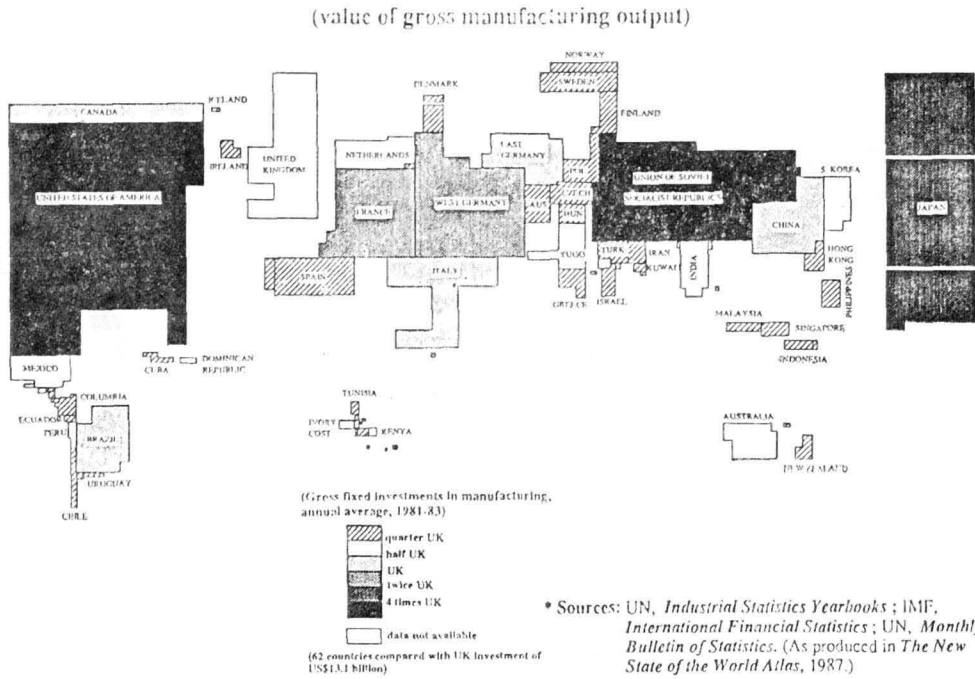 (value of gross manufacturing output)
NORWAY
SWEDEN
DENMARK
FINLAND
ICELAND
CANADA
IRELAND
UNITED
KINGDOM
NETHERLANDS
EAST
GERMANY
POL
UNION OF SOVIET
SOCIALIST REPUBLICS
S KOREA
UNITED STATES OF AMERICA
FRANCE
WEST GERMANY
AUS
CZECH
HUN
CHINA
JAPAN
SPAIN
ITALY
YUGO
TURK
IRAN
KUWAIT
INDIA
HONG
KONG
GREECE
ISRAEL
PHILIPPINES
MALAYSIA
SINGAPORE
INDONESIA
MEXICO
CUBA
DOMINICAN
REPUBLIC
COLUMBIA
ECUADOR
PERU
BRAZIL
URUGUAY
CHILE
TUNISIA
IVORY
COST
KENYA
AUSTRALIA
NEW ZEALAND
(Gross fixed investments in manufacturing,
annual average, 1981-83)
quarter UK
half UK
UK
twice UK
4 times UK
data not available
(62 countries compared with UK investment of
US$13.1 billion)
* Sources: UN, Industrial Statistics Yearbooks ; IMF,
International Financial Statistics ; UN, Monthly
Bulletin of Statistics. (As produced in The New
State of the World Atlas, 1987.)